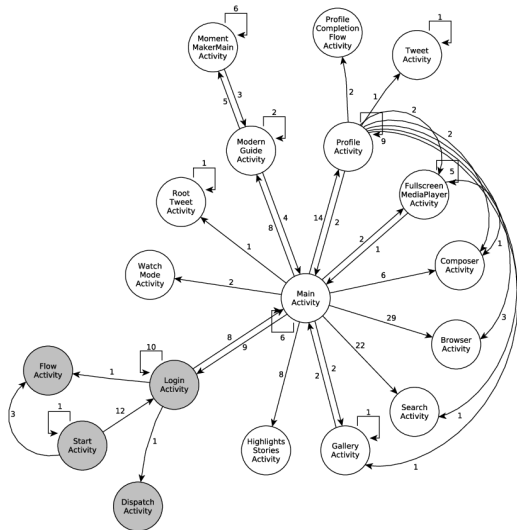 6
Moment
MakerMain
Activity
Profile
Completion
Flow
Activity
1
Tweet
Activity
5
3
2
2
1
2
2
Modern
Guide
Activity
Profile
Activity
9
1
Root
Tweet
Activity
5
Fullscreen
MediaPlayer
Activity
4
8
14
2
2
1
1
Watch
Mode
Activity
2
6
Composer
Activity
1
Main
Activity
29
3
Browser
Activity
10
8
9
6
22
Flow
Activity
1
Login
Activity
8
2
2
Search
Activity
1
3
1
12
Start
Activity
1
Highlights
Stories
Activity
1
Gallery
Activity
1
Dispatch
Activity